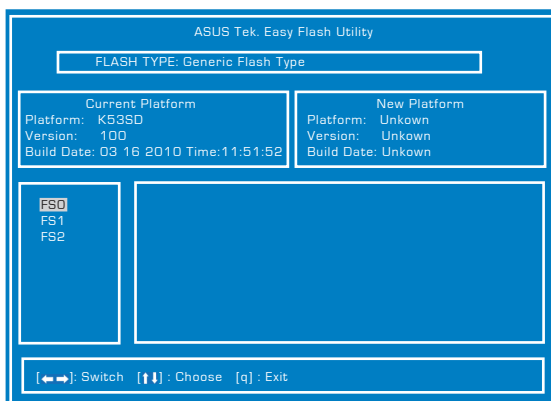 ASUS Tek. Easy Flash Utility
FLASH TYPE: Generic Flash Type
Current Platform
Platform: K53SD
Version: 100
Build Date: 03 16 2010 Time:11:51:52
New Platform
Platform: Unkown
Version: Unkown
Build Date: Unkown
FS0
FS1
FS2
[←→]: Switch [↑↓] : Choose [q] : Exit